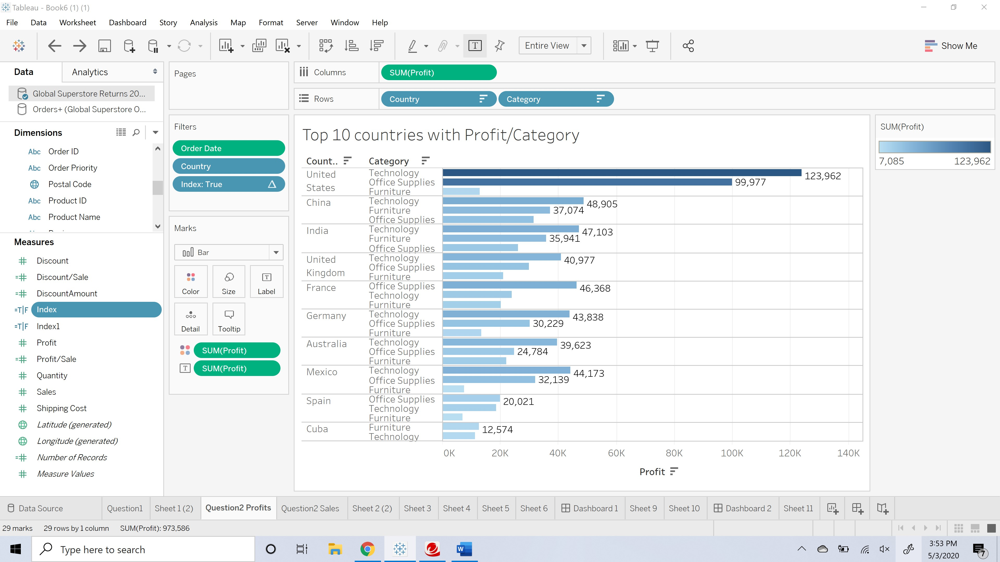 Tableau - Book6 (1) (1)
File Data Worksheet Dashboard Story Analysis Map Format Server Window Help
Entire View
Show Me
Data Analytics
Global Superstore Returns 20...
Orders+ (Global Superstore O...
Dimensions
Abc Order ID
Abc Order Priority
Postal Code
Abc Product ID
Abc Product Name
Measures
Discount
Discount/Sale
DiscountAmount
=T|F Index
=T|F Index1
Profit
Profit/Sale
Quantity
Sales
Shipping Cost
Latitude (generated)
Longitude (generated)
Number of Records
Measure Values
Pages
Filters
Order Date
Country
Index: True
Marks
Bar
Color Size Label
Detail Tooltip
SUM(Profit)
SUM(Profit)
Columns SUM(Profit)
Rows Country Category
Top 10 countries with Profit/Category
Count.. Category
United States Technology 123,962
Office Supplies 99,977
Furniture
China Technology 48,905
Furniture 37,074
Office Supplies
India Technology 47,103
Furniture 35,941
Office Supplies
United Kingdom Technology 40,977
Office Supplies
Furniture
France Office Supplies 46,368
Technology
Furniture
Germany Technology 43,838
Office Supplies 30,229
Furniture
Australia Technology 39,623
Office Supplies 24,784
Furniture
Mexico Technology 44,173
Office Supplies 32,139
Furniture
Spain Office Supplies 20,021
Technology
Furniture
Cuba Furniture 12,574
Technology
0K 20K 40K 60K 80K 100K 120K 140K
Profit
SUM(Profit)
7,085 123,962
Data Source Question1 Sheet 1 (2) Question2 Profits Question2 Sales Sheet 2 (2) Sheet 3 Sheet 4 Sheet 5 Sheet 6 Dashboard 1 Sheet 9 Sheet 10 Dashboard 2 Sheet 11
29 marks 29 rows by 1 column SUM(Profit): 973,586
Type here to search
W
3:53 PM
5/3/2020
7